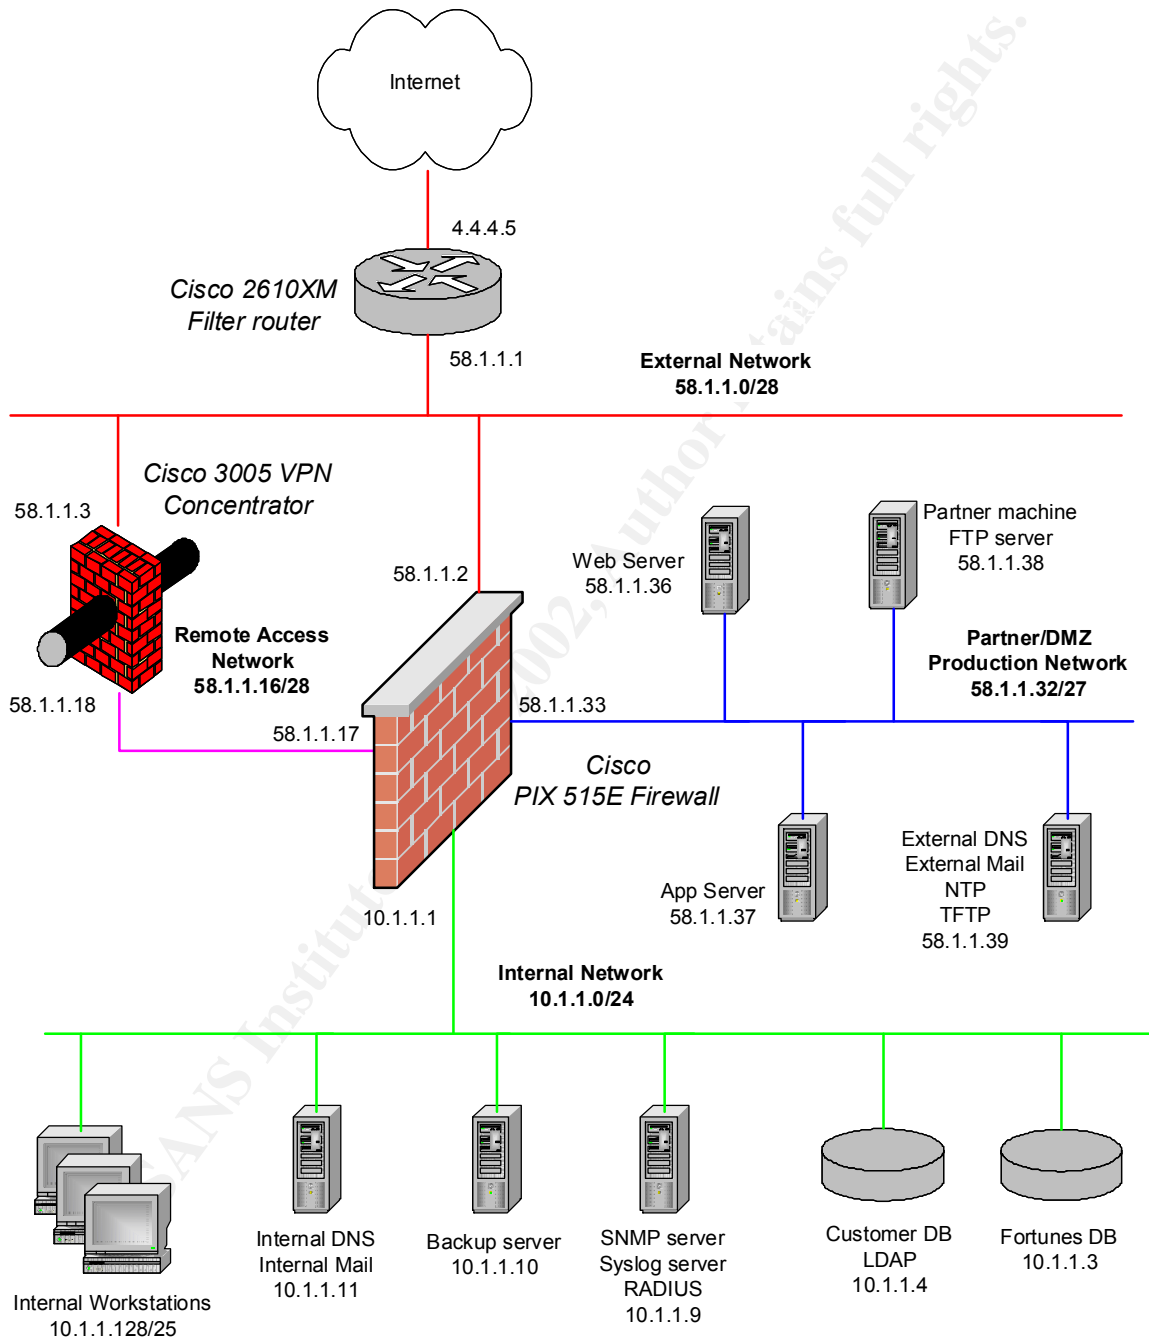 Internet
4.4.4.5
Cisco 2610XM
Filter router
58.1.1.1
External Network
58.1.1.0/28
Cisco 3005 VPN
Concentrator
58.1.1.3
58.1.1.2
Web Server
58.1.1.36
Partner machine
FTP server
58.1.1.38
Remote Access
Network
58.1.1.16/28
Partner/DMZ
Production Network
58.1.1.32/27
58.1.1.18
58.1.1.17
58.1.1.33
Cisco
PIX 515E Firewall
App Server
58.1.1.37
External DNS
External Mail
NTP
TFTP
58.1.1.39
10.1.1.1
Internal Network
10.1.1.0/24
Internal Workstations
10.1.1.128/25
Internal DNS
Internal Mail
10.1.1.11
Backup server
10.1.1.10
SNMP server
Syslog server
RADIUS
10.1.1.9
Customer DB
LDAP
10.1.1.4
Fortunes DB
10.1.1.3
SANS Institute 2002, Author retains full rights.